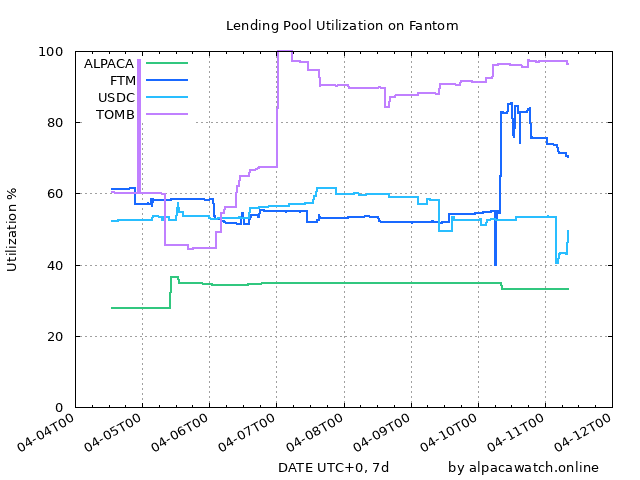 Lending Pool Utilization on Fantom
100
80
60
40
20
0
Utilization %
ALPACA
FTM
USDC
TOMB
04-04T00
04-05T00
04-06T00
04-07T00
04-08T00
04-09T00
04-10T00
04-11T00
04-12T00
DATE UTC+0, 7d
by alpacawatch.online